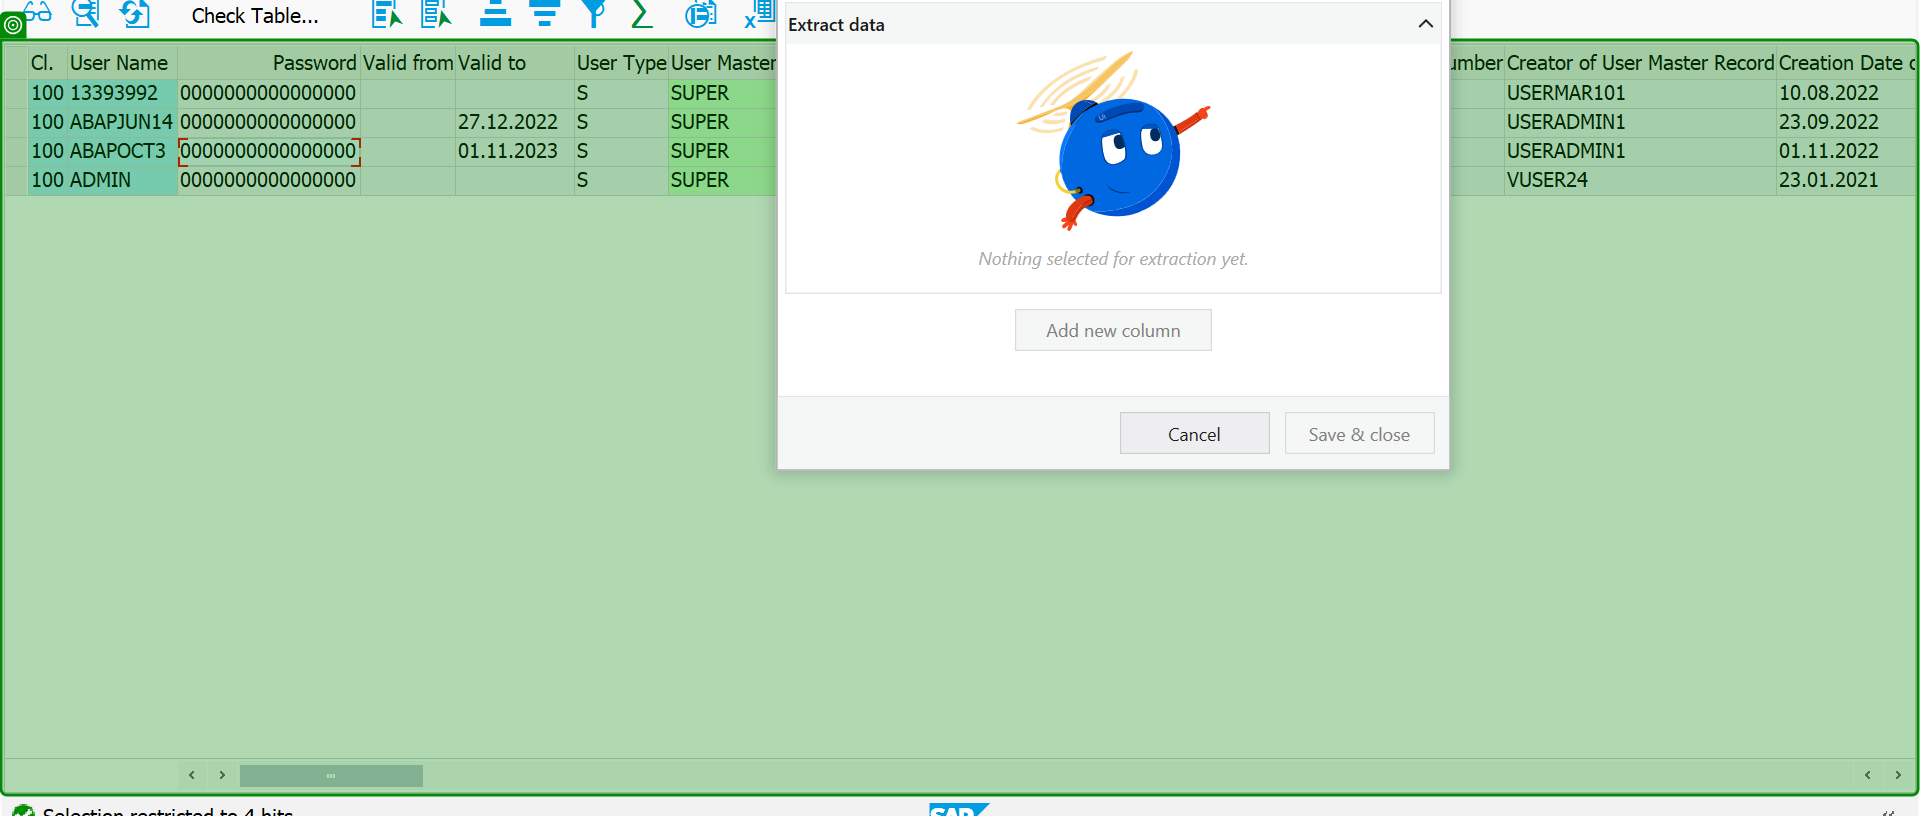 Check Table...
Extract data
Cl. User Name Password Valid from Valid to User Type User Master umber Creator of User Master Record Creation Date o
100 13393992 0000000000000000 S SUPER USERMAR101 10.08.2022
100 ABAPJUN14 0000000000000000 27.12.2022 S SUPER USERADMIN1 23.09.2022
100 ABAPOCT3 0000000000000000 01.11.2023 S SUPER USERADMIN1 01.11.2022
100 ADMIN 0000000000000000 S SUPER VUSER24 23.01.2021
Nothing selected for extraction yet.
Add new column
Cancel Save & close
Selection restricted to 4 hits
SAP